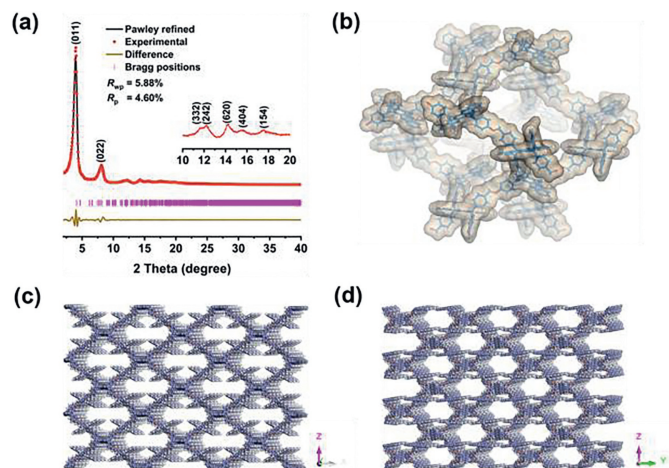 (a)
(011)
Pawley refined
Experimental
Difference
Bragg positions
Rwp = 5.88%
Rp = 4.60%
(022)
(332)
(242)
(620)
(404)
(154)
10 12 14 16 18 20
5 10 15 20 25 30 35 40
2 Theta (degree)
(b)
(c)
Z
(d)
Z
Y